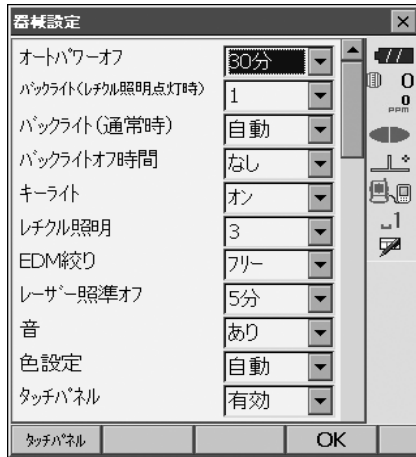 器械設定
オートパワーオフ 30分
バックライト(レチクル照明点灯時) 1
バックライト(通常時) 自動
バックライトオフ時間 なし
キーライト オン
レチクル照明 3
EDM絞り フリー
レーザー照準オフ 5分
音 あり
色設定 自動
タッチパネル 有効
0
0
ppm
1
タッチパネル OK